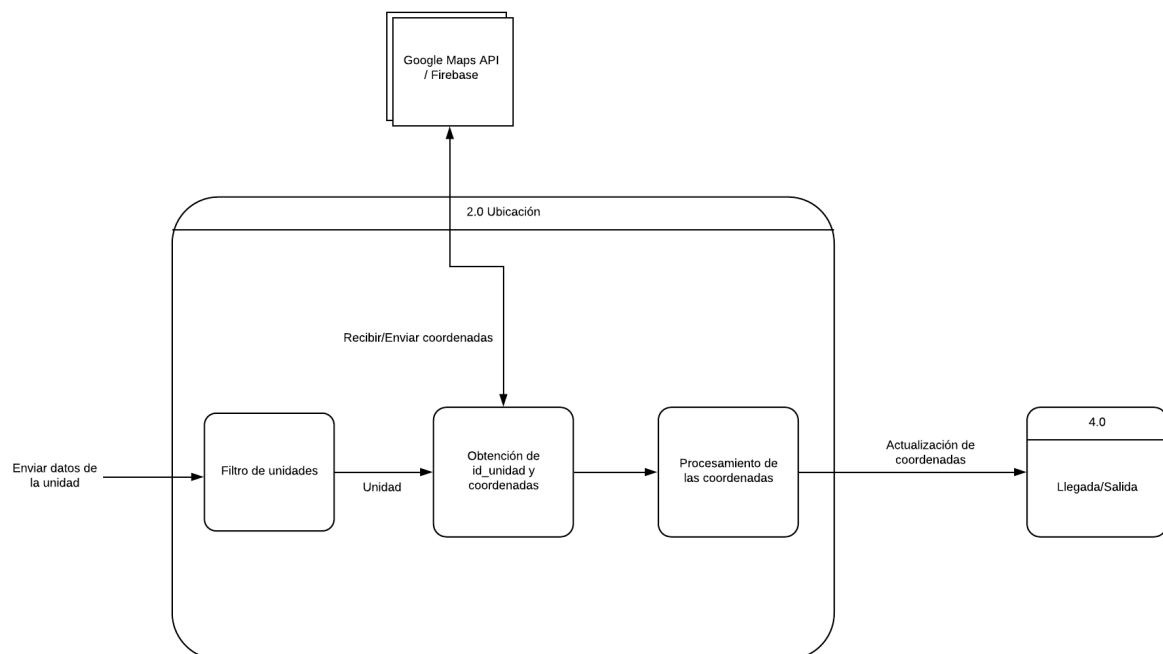 Google Maps API
/ Firebase
2.0 Ubicación
Recibir/Enviar coordenadas
Enviar datos de
la unidad
Filtro de unidades
Unidad
Obtención de
id_unidad y
coordenadas
Procesamiento de
las coordenadas
Actualización de
coordenadas
4.0
Llegada/Salida